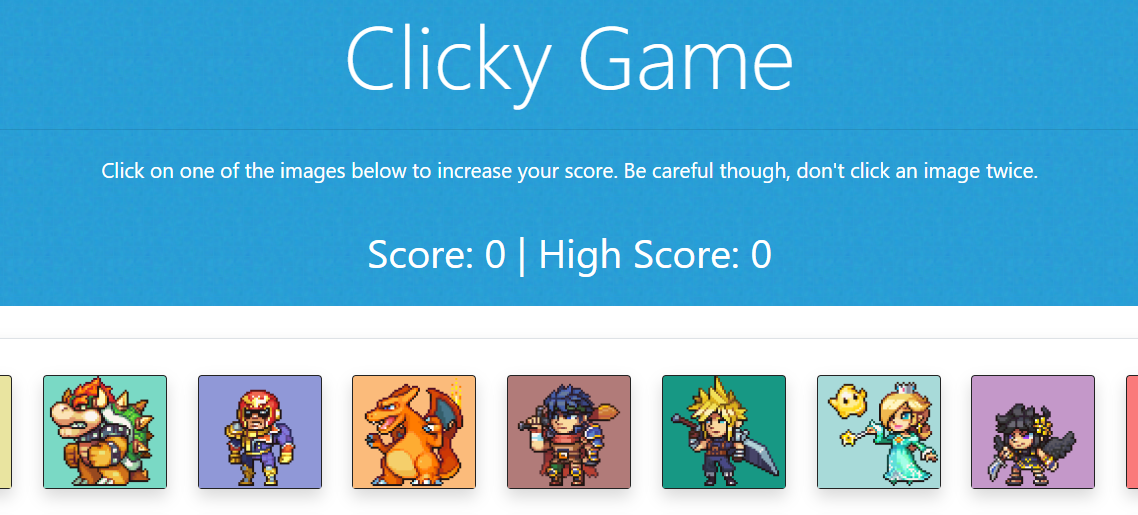 Clicky Game
Click on one of the images below to increase your score. Be careful though, don't click an image twice.
Score: 0 | High Score: 0